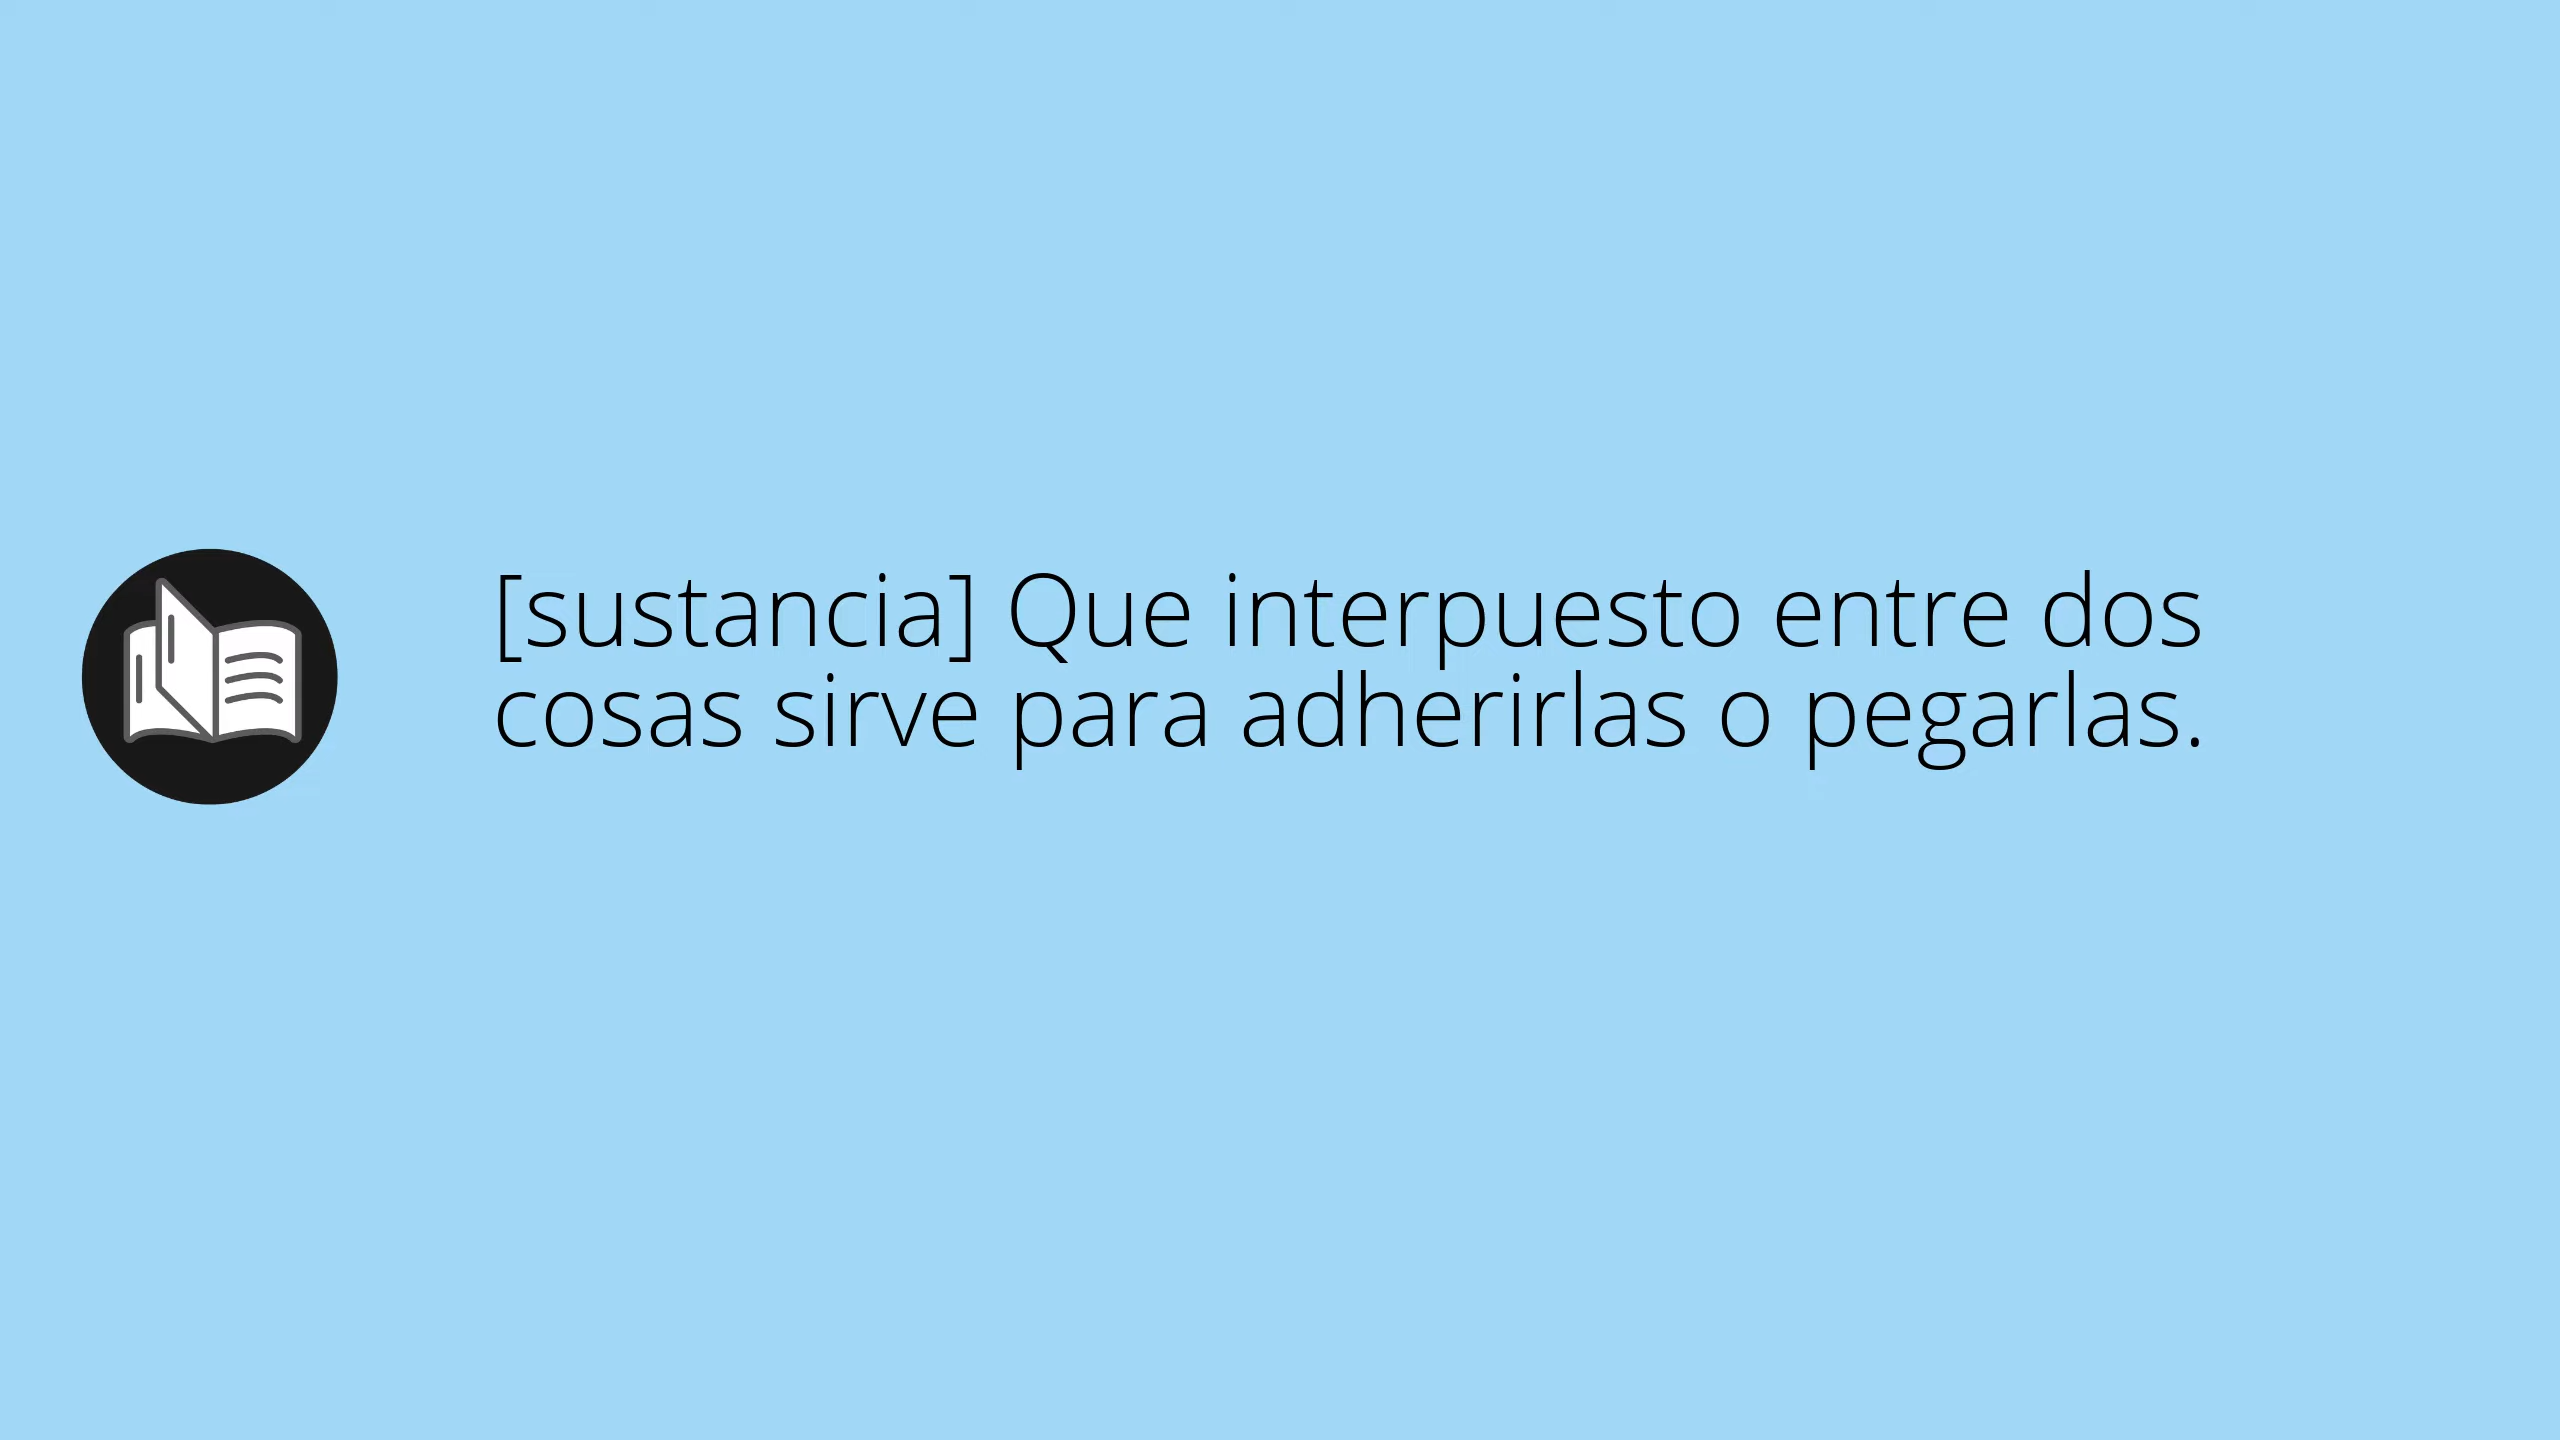 [sustancia] Que interpuesto entre dos
cosas sirve para adherirlas o pegarlas.